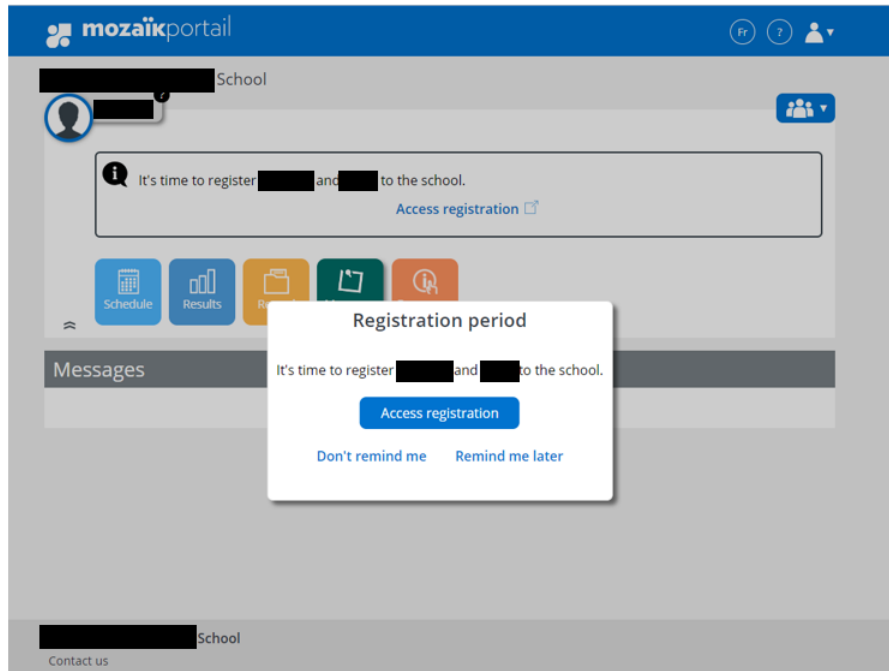 mozaïkportail
Fr ?
School
?
It's time to register and to the school.
Access registration
Schedule Results
Registration period
Messages
It's time to register and to the school.
Access registration
Don't remind me Remind me later
School
Contact us